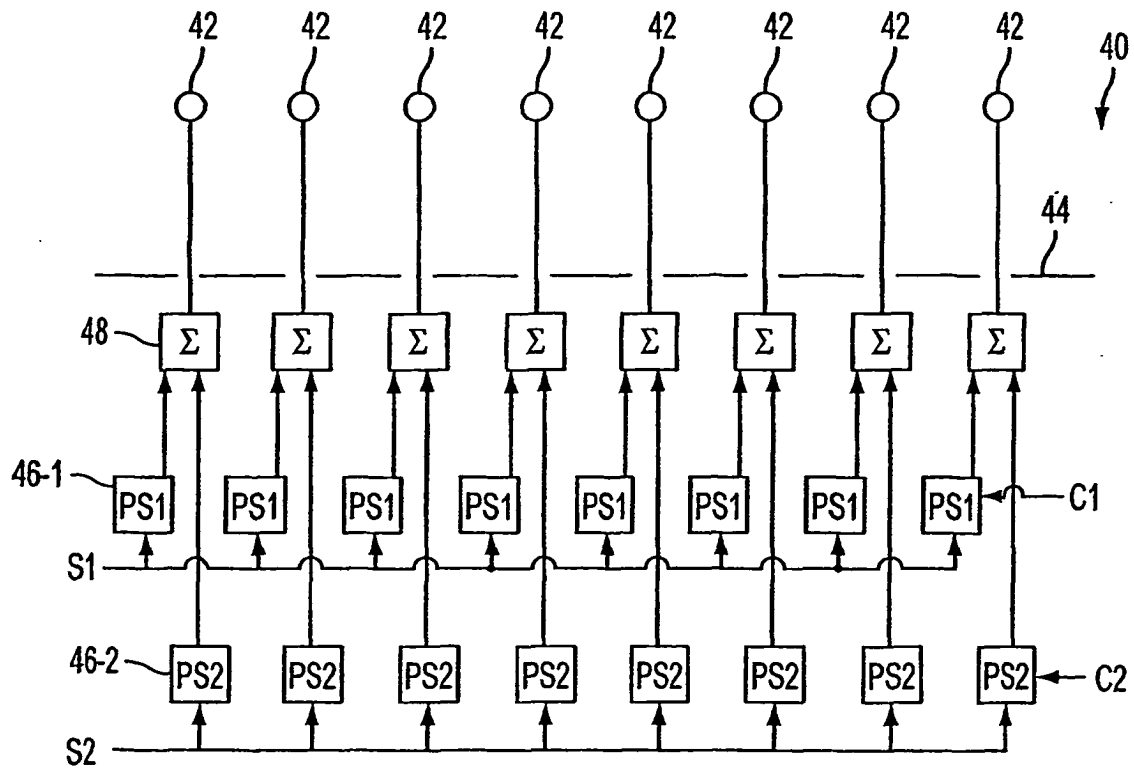 42 42 42 42 42 42 42 42
40
44
48 Σ Σ Σ Σ Σ Σ Σ Σ
46-1 PS1 PS1 PS1 PS1 PS1 PS1 PS1 PS1 C1
S1
46-2 PS2 PS2 PS2 PS2 PS2 PS2 PS2 PS2 C2
S2